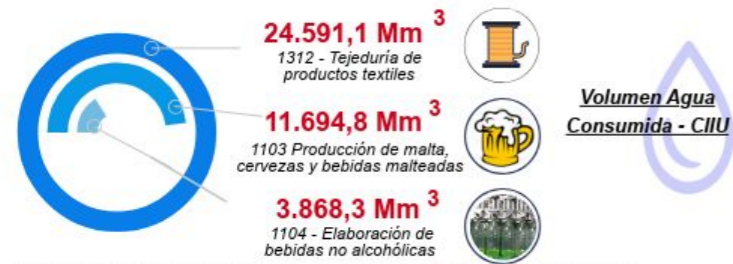 24.591,1 Mm 3
1312 - Tejeduría de
productos textiles
11.694,8 Mm 3
1103 Producción de malta,
cervezas y bebidas malteadas
3.868,3 Mm 3
1104 - Elaboración de
bebidas no alcohólicas
Volumen Agua
Consumida - CIIU